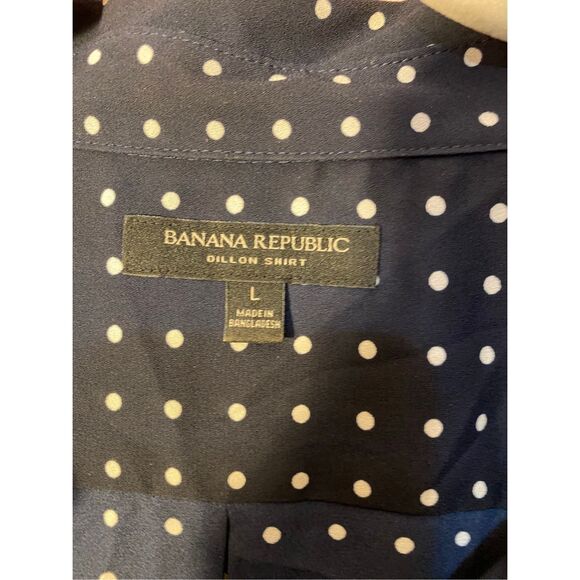 BANANA REPUBLIC
DILLON SHIRT
L
MADE IN
BANGLADESH